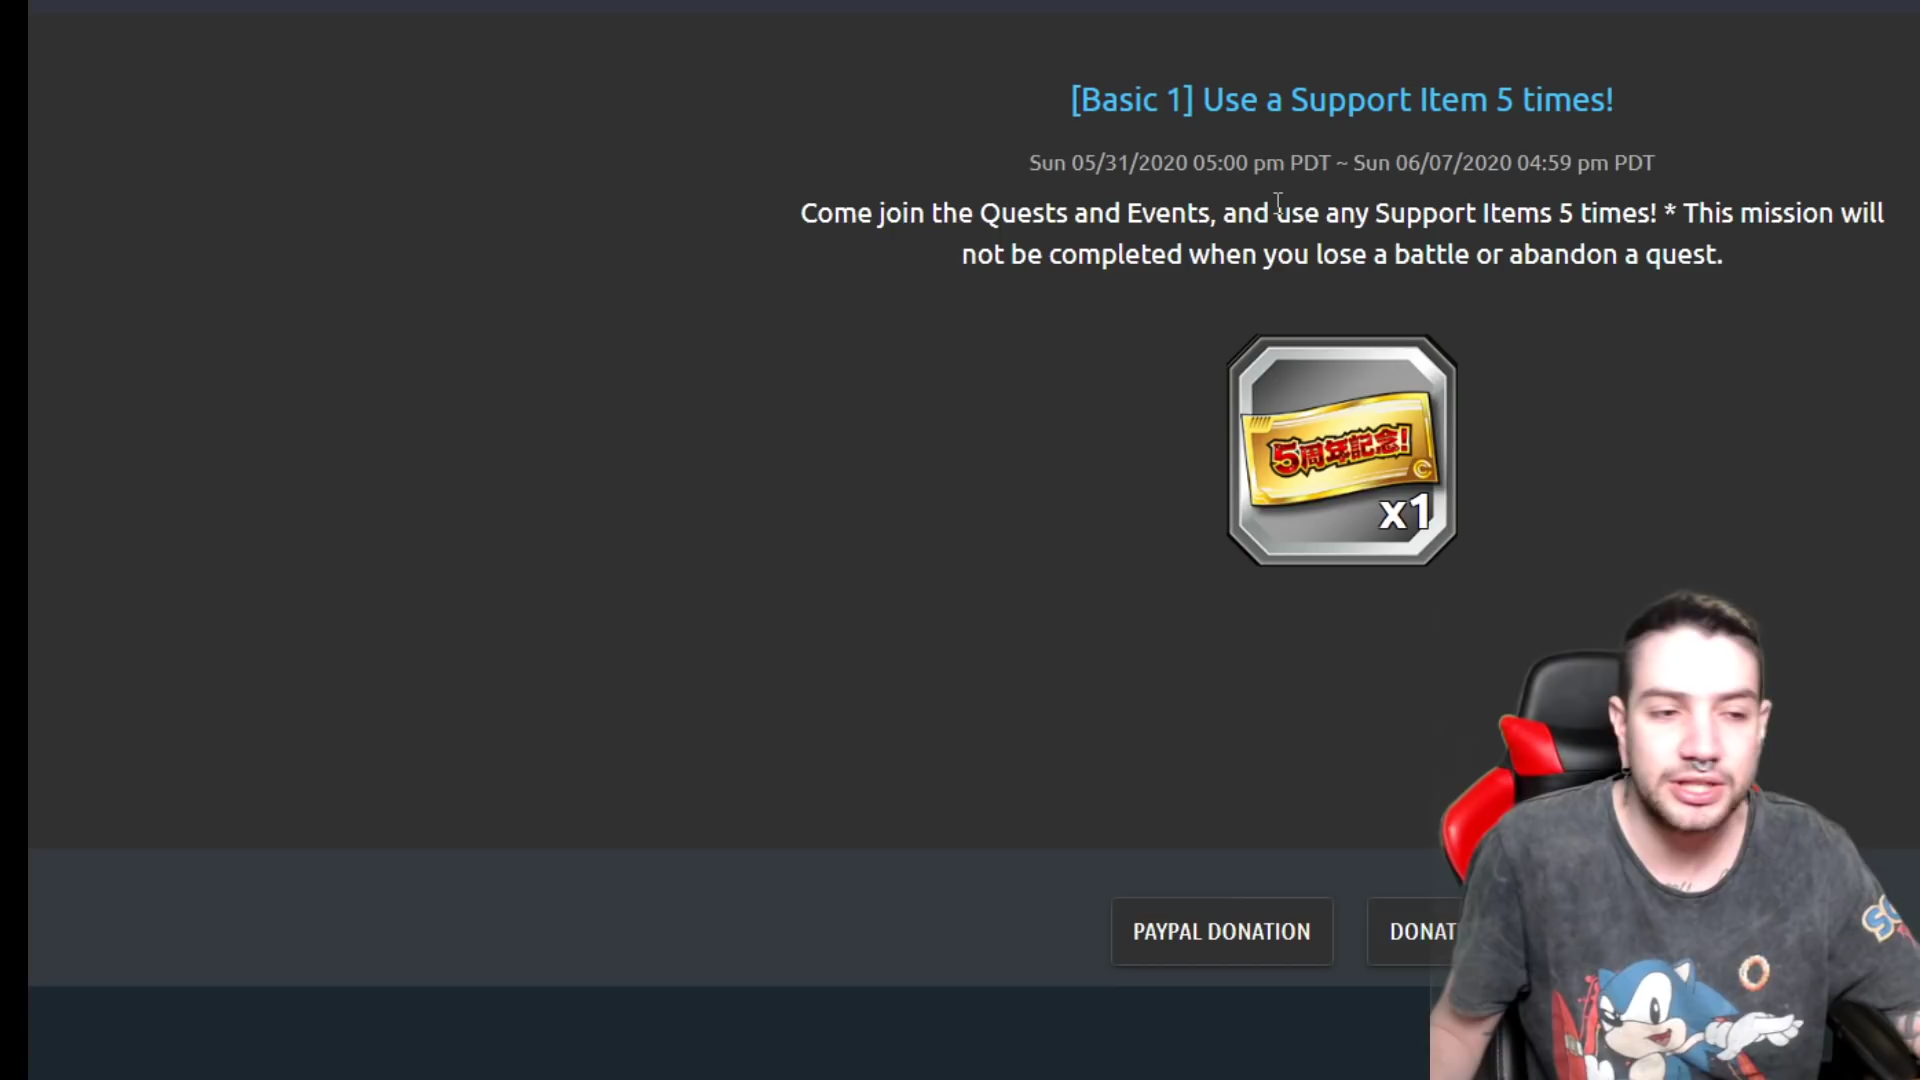 [Basic 1] Use a Support Item 5 times!
Sun 05/31/2020 05:00 pm PDT ~ Sun 06/07/2020 04:59 pm PDT
Come join the Quests and Events, and use any Support Items 5 times! * This mission will
not be completed when you lose a battle or abandon a quest.
5周年記念!
x1
PAYPAL DONATION
DONAT